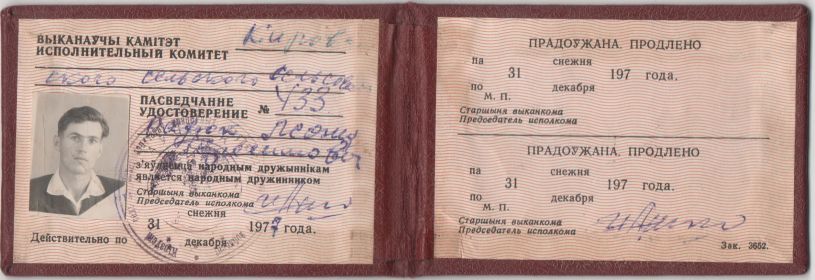 ВЫКАНАЎЧЫ КАМІТЭТ
ИСПОЛНИТЕЛЬНЫЙ КОМИТЕТ
ского сельского
ПАСВЕДЧАННЕ
УДОСТОВЕРЕНИЕ № 433
з'яўляецца народным дружыннікам
является народным дружинником
Старшыня выканкома
Председатель исполкома
снежня
31 197 года.
Действительно по декабря
ПРАДОЎЖАНА. ПРОДЛЕНО
па снежня
31 197 года.
по декабря
М. П.
Старшыня выканкома
Председатель исполкома
ПРАДОЎЖАНА. ПРОДЛЕНО
па снежня
31 197 года.
по декабря
М. П.
Старшыня выканкома
Председатель исполкома
Зак. 3652.